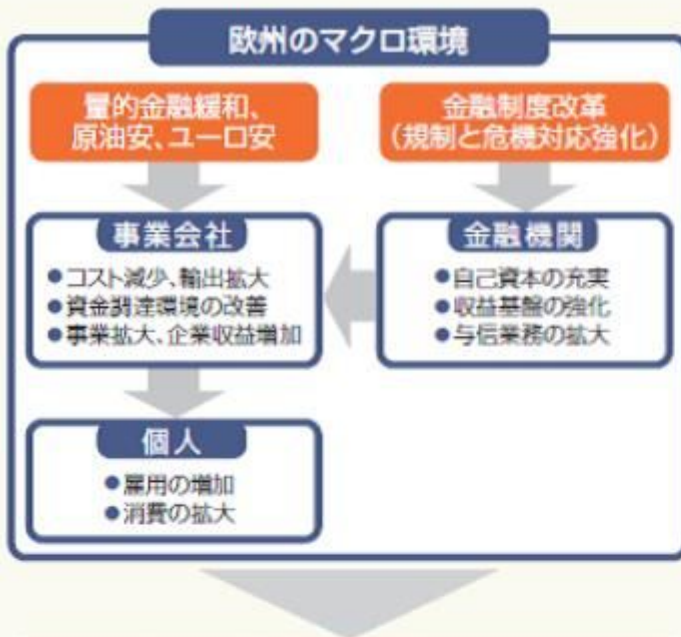 欧州のマクロ環境
量的金融緩和、
原油安、ユーロ安
金融制度改革
（規制と危機対応強化）
事業会社
●コスト減少、輸出拡大
●資金調達環境の改善
●事業拡大、企業収益増加
金融機関
●自己資本の充実
●収益基盤の強化
●与信業務の拡大
個人
●雇用の増加
●消費の拡大